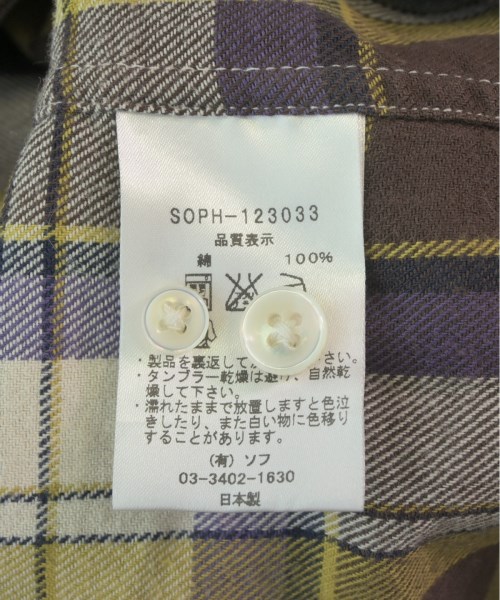 SOPH-123033
品質表示
綿 100%
・製品を裏返して さい。
・タンブラー乾燥は避け、自然乾
燥して下さい。
・濡れたままで放置しますと色泣
きしたり、また白い物に色移り
することがあります。
(有)ソフ
03-3402-1630
日本製